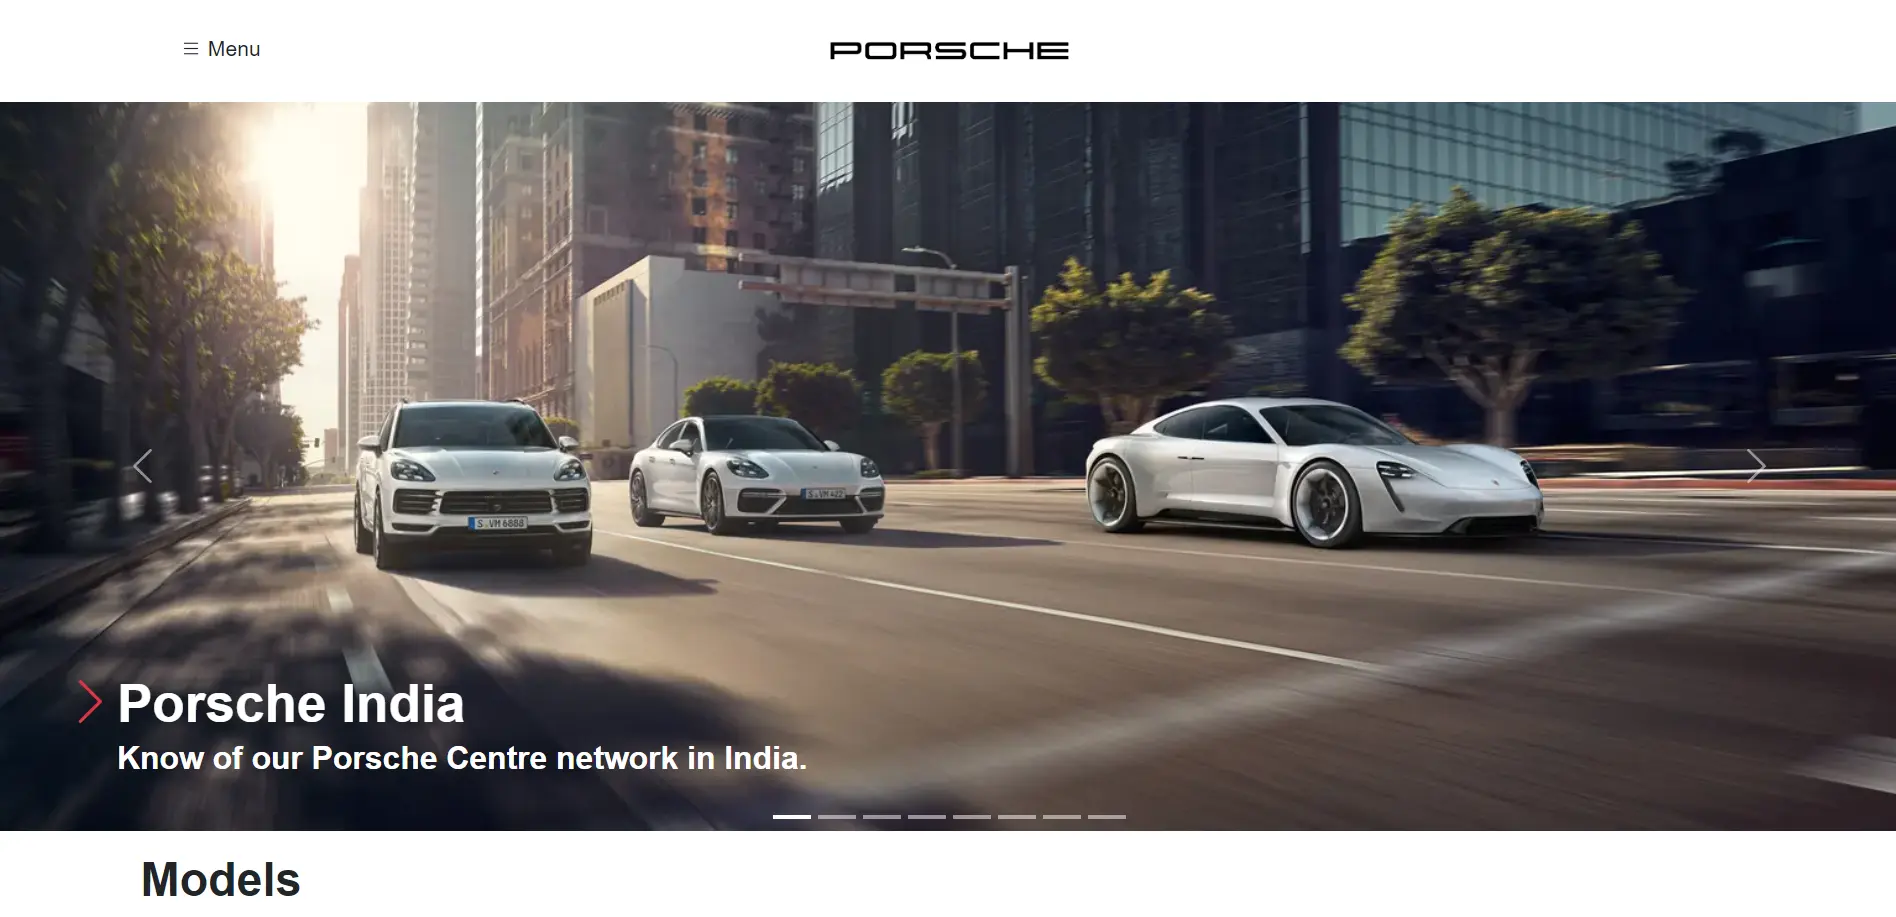 Menu
PORSCHE
S VM 6888
S VM 422
Porsche India
Know of our Porsche Centre network in India.
Models